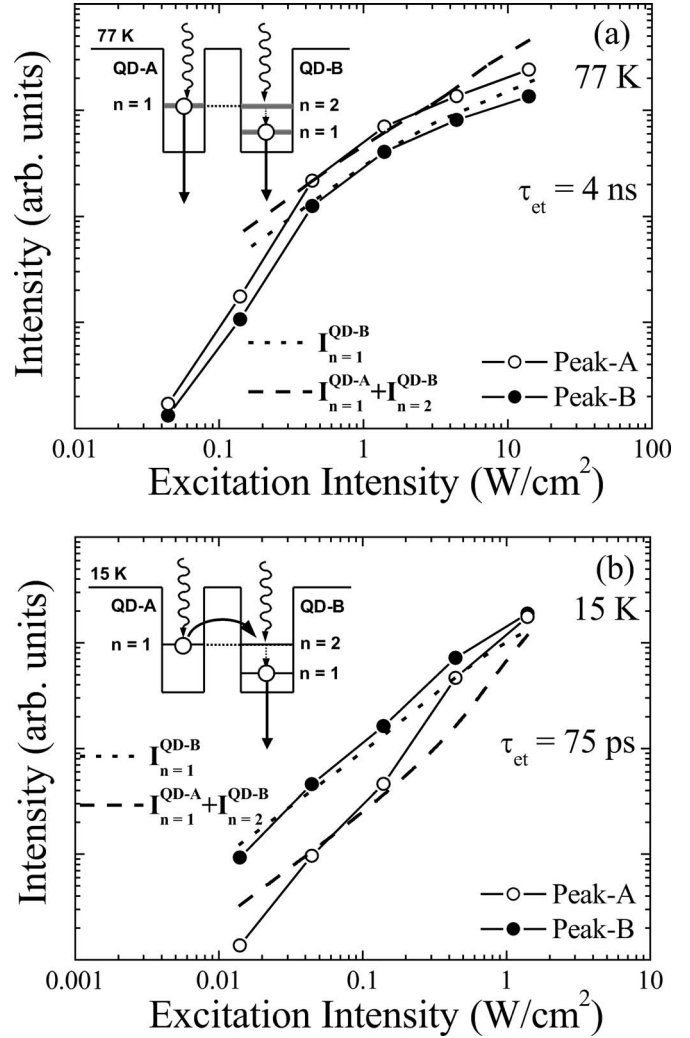 (a)
77 K
QD-A
QD-B
n = 1
n = 2
n = 1
77 K
τet = 4 ns
Intensity (arb. units)
I QD-B n = 1
I QD-A n = 1 + I QD-B n = 2
Peak-A
Peak-B
0.01 0.1 1 10 100
Excitation Intensity (W/cm²)
(b)
15 K
QD-A
QD-B
n = 1
n = 2
n = 1
15 K
τet = 75 ps
Intensity (arb. units)
I QD-B n = 1
I QD-A n = 1 + I QD-B n = 2
Peak-A
Peak-B
0.001 0.01 0.1 1 10
Excitation Intensity (W/cm²)